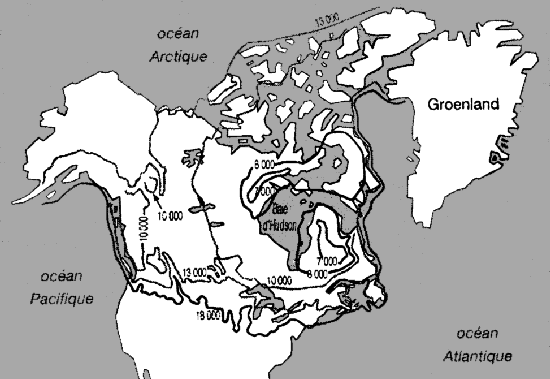 13 000
océan
Arctique
Groenland
8 000
7 000
Baie
d'Hudson
10 000
10 000
7 000
8 000
13 000
10 000
18 000
océan
Pacifique
océan
Atlantique